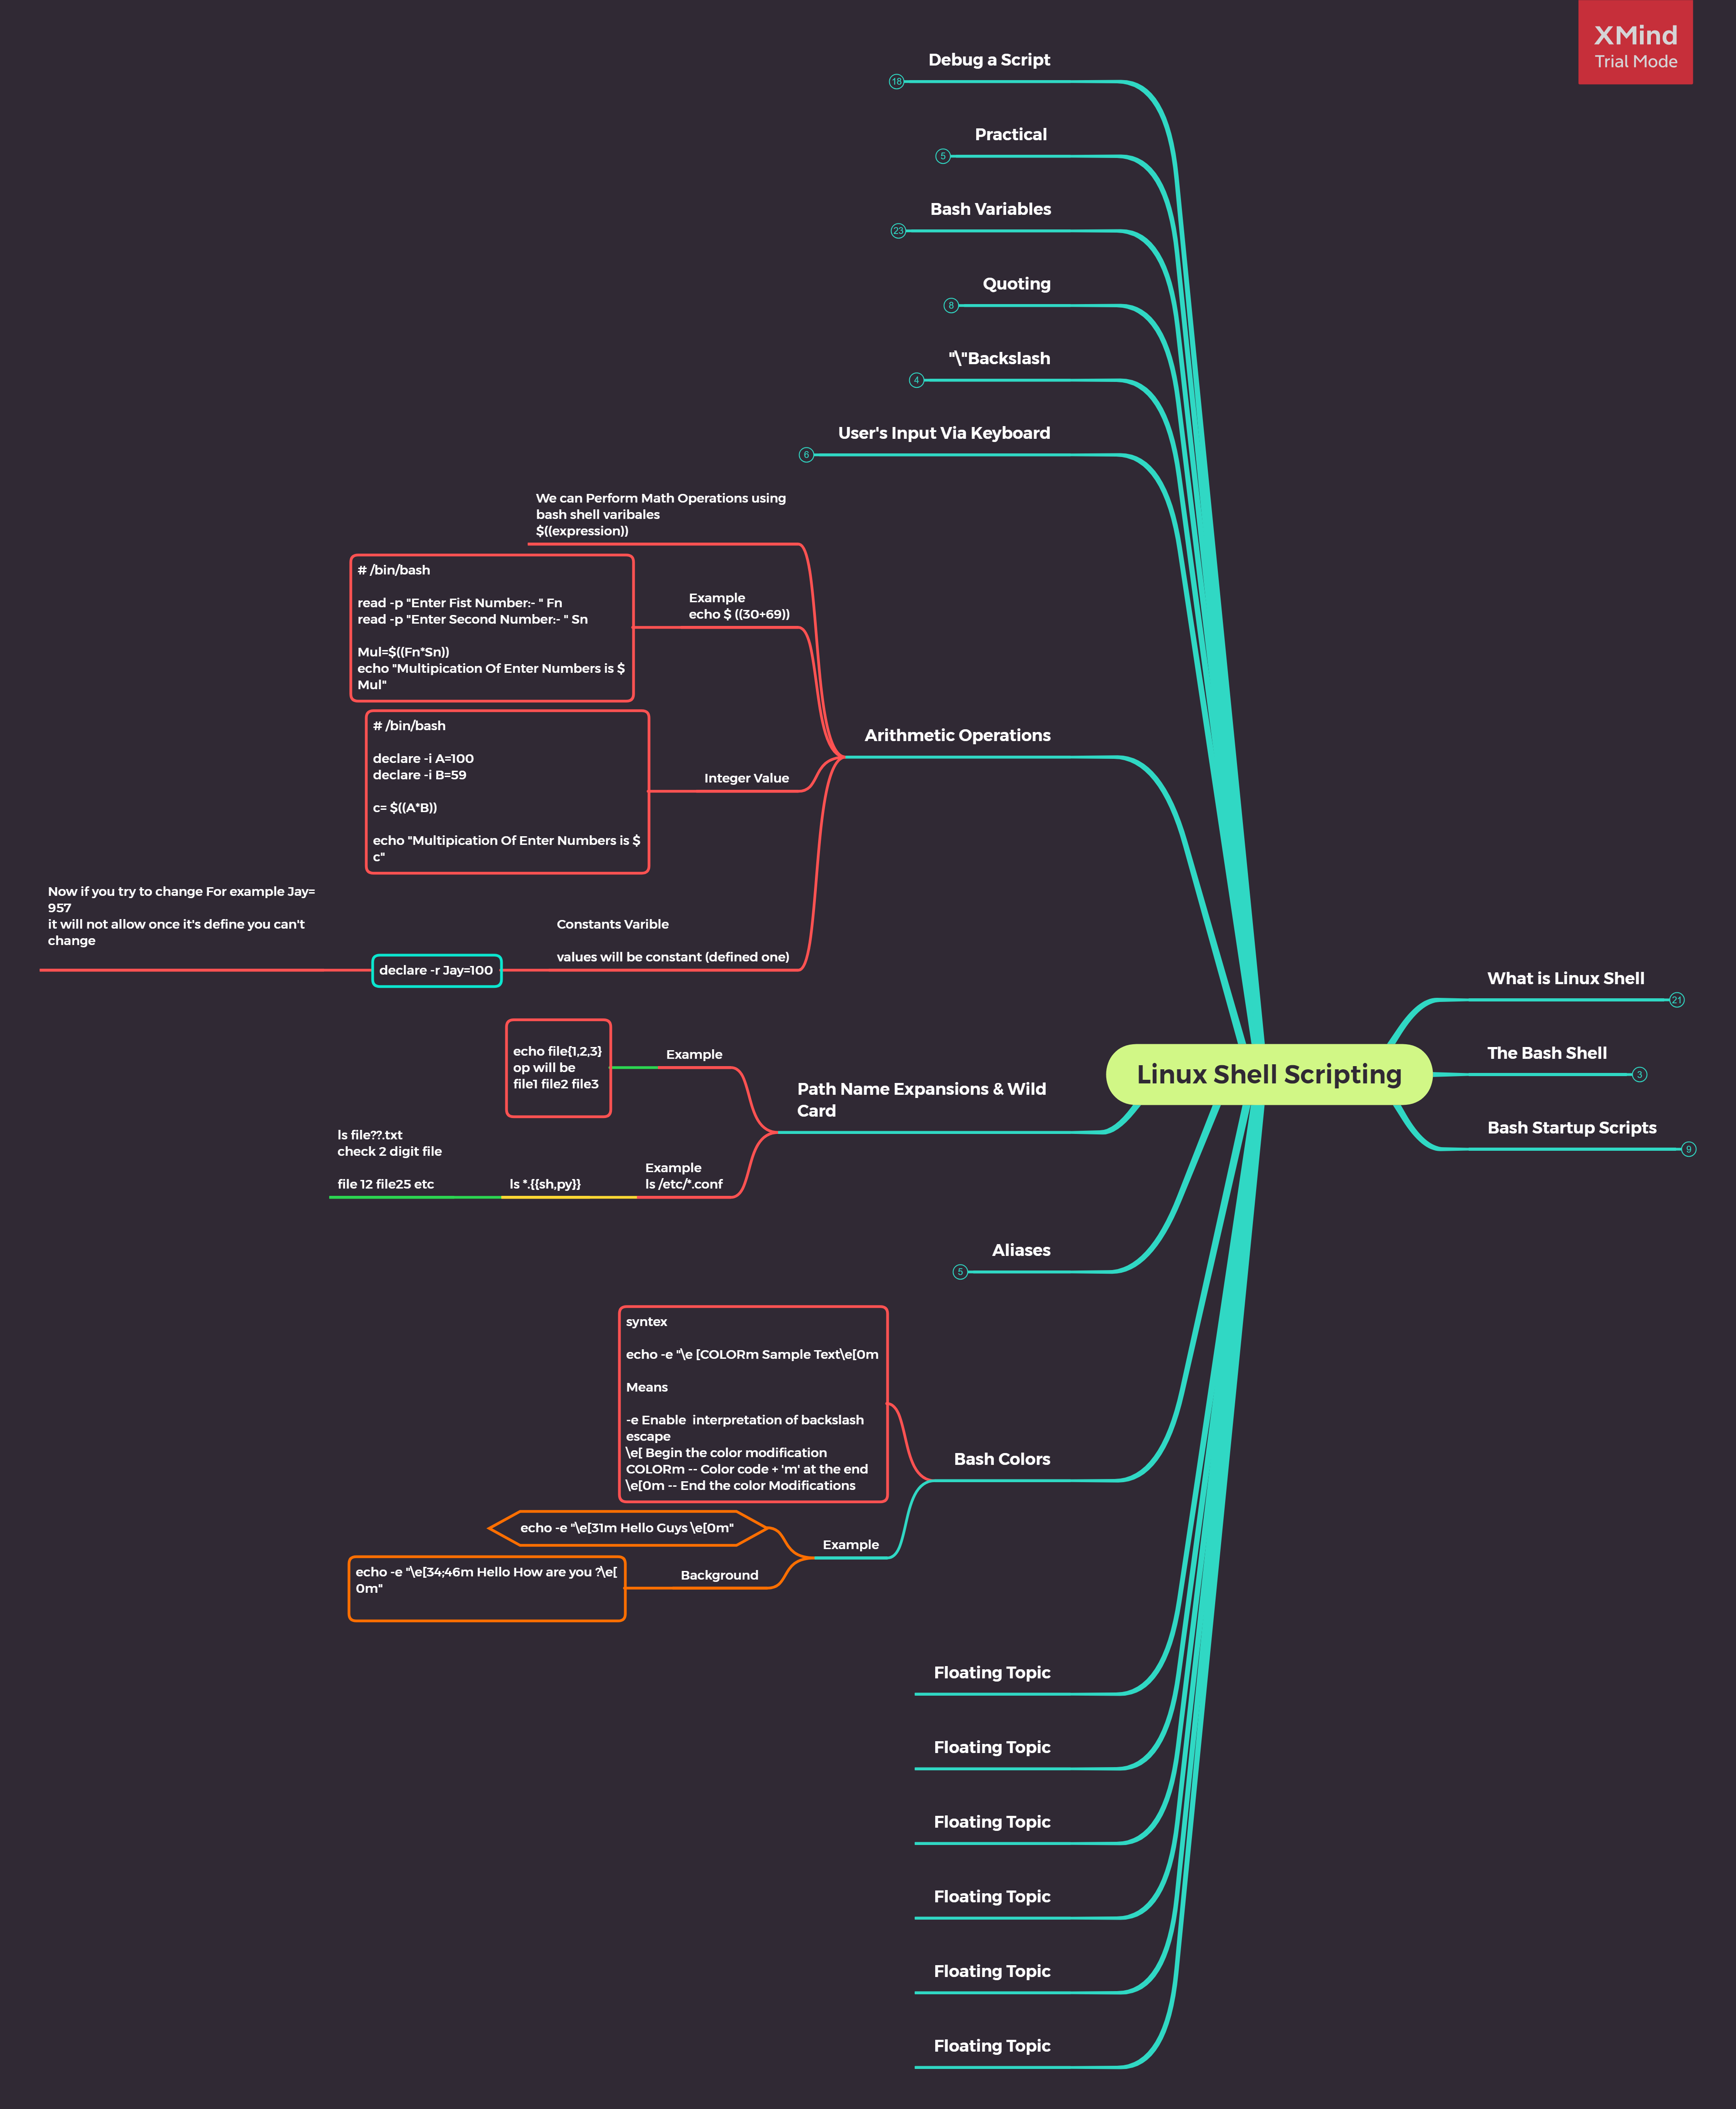 XMind
Trial Mode
Debug a Script
18
Practical
5
Bash Variables
23
Quoting
8
"\"Backslash
4
User's Input Via Keyboard
6
We can Perform Math Operations using
bash shell varibales
$((expression))
# /bin/bash
read -p "Enter Fist Number:- " Fn
read -p "Enter Second Number:- " Sn
Mul=$((Fn*Sn))
echo "Multipication Of Enter Numbers is $
Mul"
Example
echo $ ((30+69))
Arithmetic Operations
# /bin/bash
declare -i A=100
declare -i B=59
c= $((A*B))
echo "Multipication Of Enter Numbers is $
c"
Integer Value
Now if you try to change For example Jay=
957
it will not allow once it's define you can't
change
declare -r Jay=100
Constants Varible
values will be constant (defined one)
What is Linux Shell
21
The Bash Shell
3
Bash Startup Scripts
9
Linux Shell Scripting
echo file{1,2,3}
op will be
file1 file2 file3
Example
Path Name Expansions & Wild
Card
ls file??.txt
check 2 digit file
file 12 file25 etc
ls *.{{sh,py}}
Example
ls /etc/*.conf
Aliases
5
syntex
echo -e "\e [COLORm Sample Text\e[0m
Means
-e Enable  interpretation of backslash
escape
\e[ Begin the color modification
COLORm -- Color code + 'm' at the end
\e[0m -- End the color Modifications
Bash Colors
echo -e "\e[31m Hello Guys \e[0m"
Example
echo -e "\e[34;46m Hello How are you ?\e[
0m"
Background
Floating Topic
Floating Topic
Floating Topic
Floating Topic
Floating Topic
Floating Topic